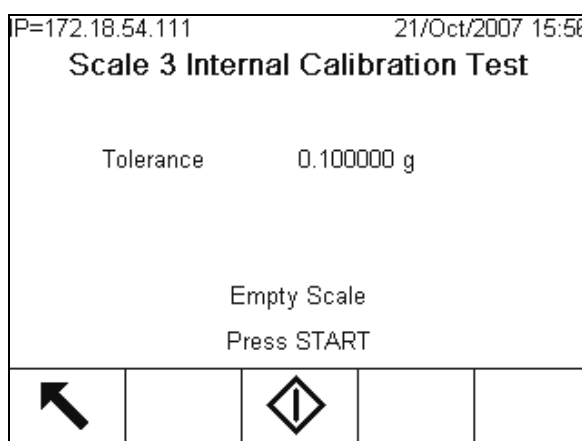 IP=172.18.54.111 21/Oct/2007 15:56
Scale 3 Internal Calibration Test
Tolerance 0.100000 g
Empty Scale
Press START